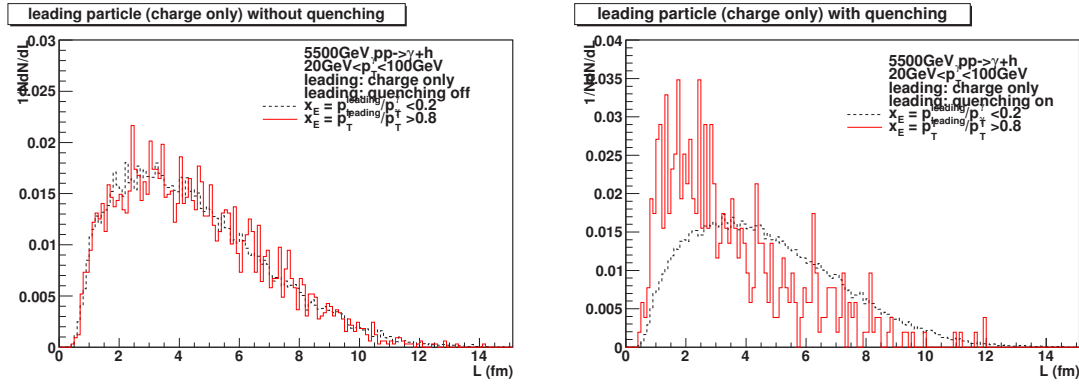 leading particle (charge only) without quenching
1/NdN/dL
0.03
0.025
0.02
0.015
0.01
0.005
0
5500GeV pp->γ+h
20GeV<p_T^γ<100GeV
leading: charge only
leading: quenching off
x_E = p_T^leading/p_T^γ <0.2
x_E = p_T^leading/p_T^γ >0.8
0 2 4 6 8 10 12 14
L (fm)
leading particle (charge only) with quenching
1/NdN/dL
0.04
0.035
0.03
0.025
0.02
0.015
0.01
0.005
0.000
5500GeV pp->γ+h
20GeV<p_T^γ<100GeV
leading: charge only
leading: quenching on
x_E = p_T^leading/p_T^γ <0.2
x_E = p_T^leading/p_T^γ >0.8
0 2 4 6 8 10 12 14
L (fm)